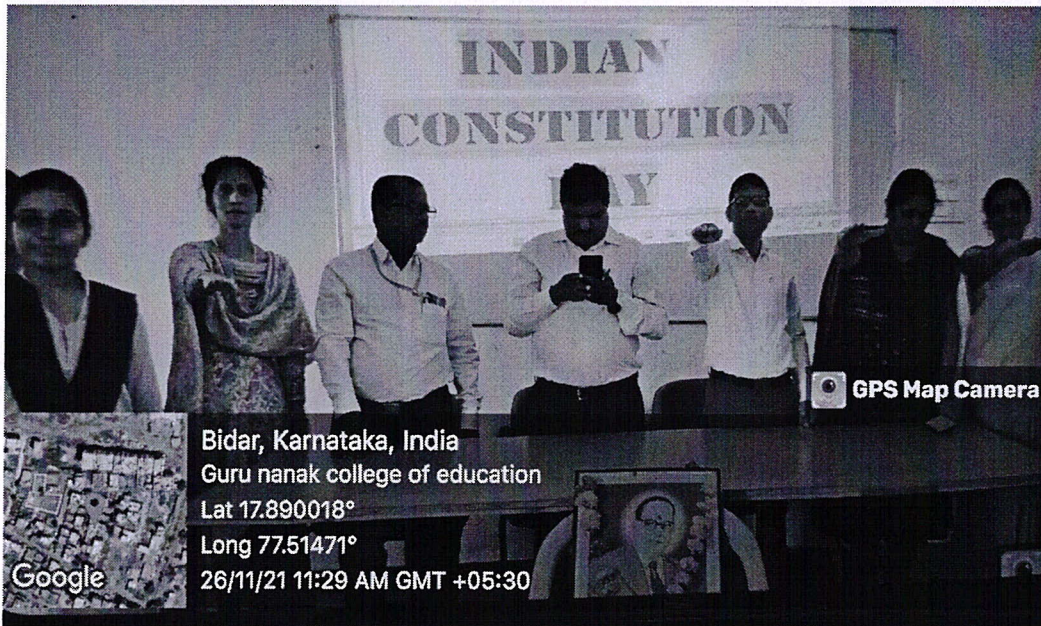 INDIAN
CONSTITUTION
DAY
GPS Map Camera
Bidar, Karnataka, India
Guru nanak college of education
Lat 17.890018°
Long 77.51471°
26/11/21 11:29 AM GMT +05:30
Google